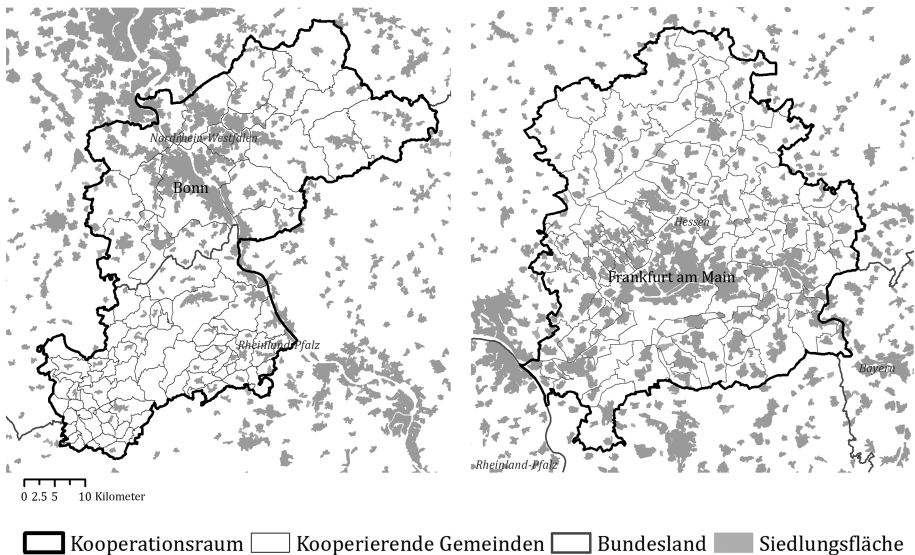 Nordrhein-Westfalen
Bonn
Rheinland-Pfalz
Hessen
Frankfurt am Main
Bayern
Rheinland-Pfalz
0 2.5 5 10 Kilometer
Kooperationsraum Kooperierende Gemeinden Bundesland Siedlungsfläche